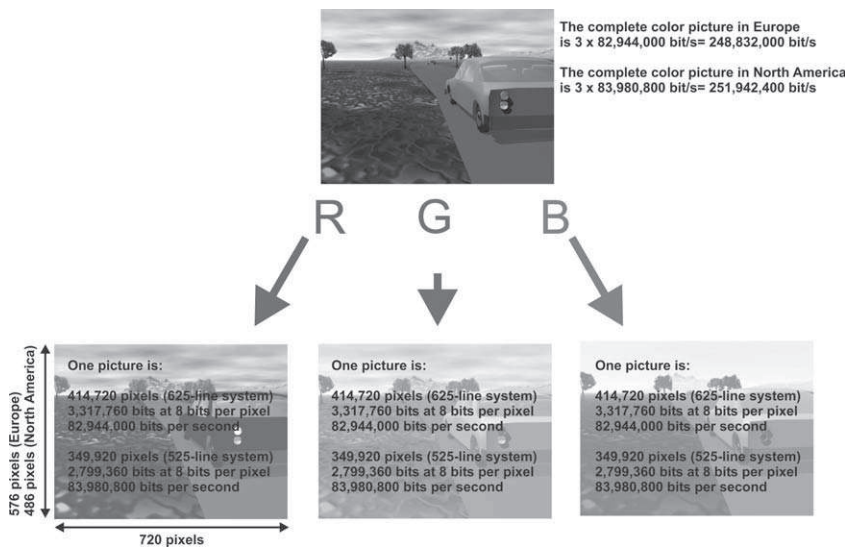 The complete color picture in Europe
is 3 x 82,944,000 bit/s= 248,832,000 bit/s
The complete color picture in North America
is 3 x 83,980,800 bit/s= 251,942,400 bit/s
R G B
576 pixels (Europe)
486 pixels (North America)
One picture is:
414,720 pixels (625-line system)
3,317,760 bits at 8 bits per pixel
82,944,000 bits per second
349,920 pixels (525-line system)
2,799,360 bits at 8 bits per pixel
83,980,800 bits per second
One picture is:
414,720 pixels (625-line system)
3,317,760 bits at 8 bits per pixel
82,944,000 bits per second
349,920 pixels (525-line system)
2,799,360 bits at 8 bits per pixel
83,980,800 bits per second
One picture is:
414,720 pixels (625-line system)
3,317,760 bits at 8 bits per pixel
82,944,000 bits per second
349,920 pixels (525-line system)
2,799,360 bits at 8 bits per pixel
83,980,800 bits per second
720 pixels